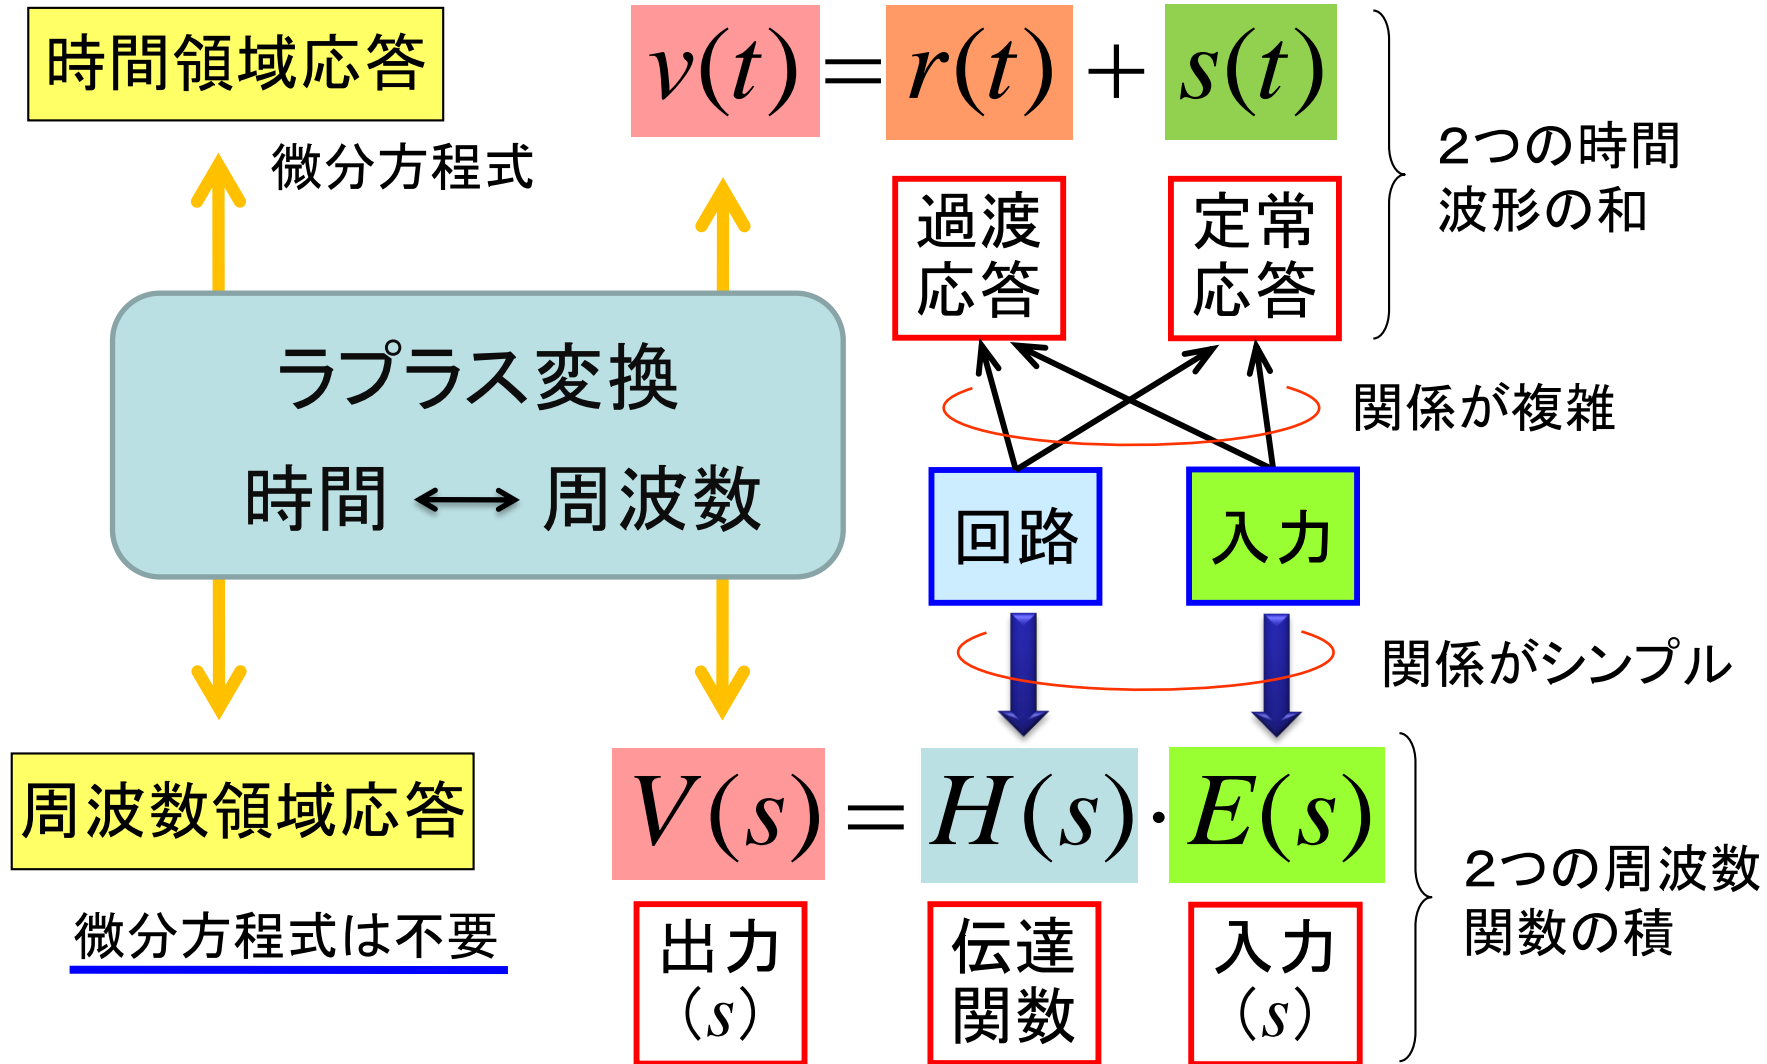 時間領域応答
v(t) = r(t) + s(t)
微分方程式
過渡
応答
定常
応答
２つの時間
波形の和
ラプラス変換
時間 ↔ 周波数
関係が複雑
回路
入力
関係がシンプル
周波数領域応答
V(s) = H(s)·E(s)
微分方程式は不要
出力
（s）
伝達
関数
入力
（s）
２つの周波数
関数の積